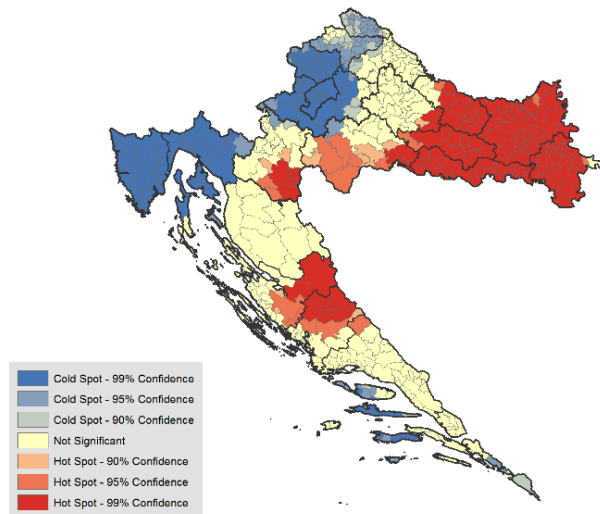 Cold Spot - 99% Confidence
Cold Spot - 95% Confidence
Cold Spot - 90% Confidence
Not Significant
Hot Spot - 90% Confidence
Hot Spot - 95% Confidence
Hot Spot - 99% Confidence